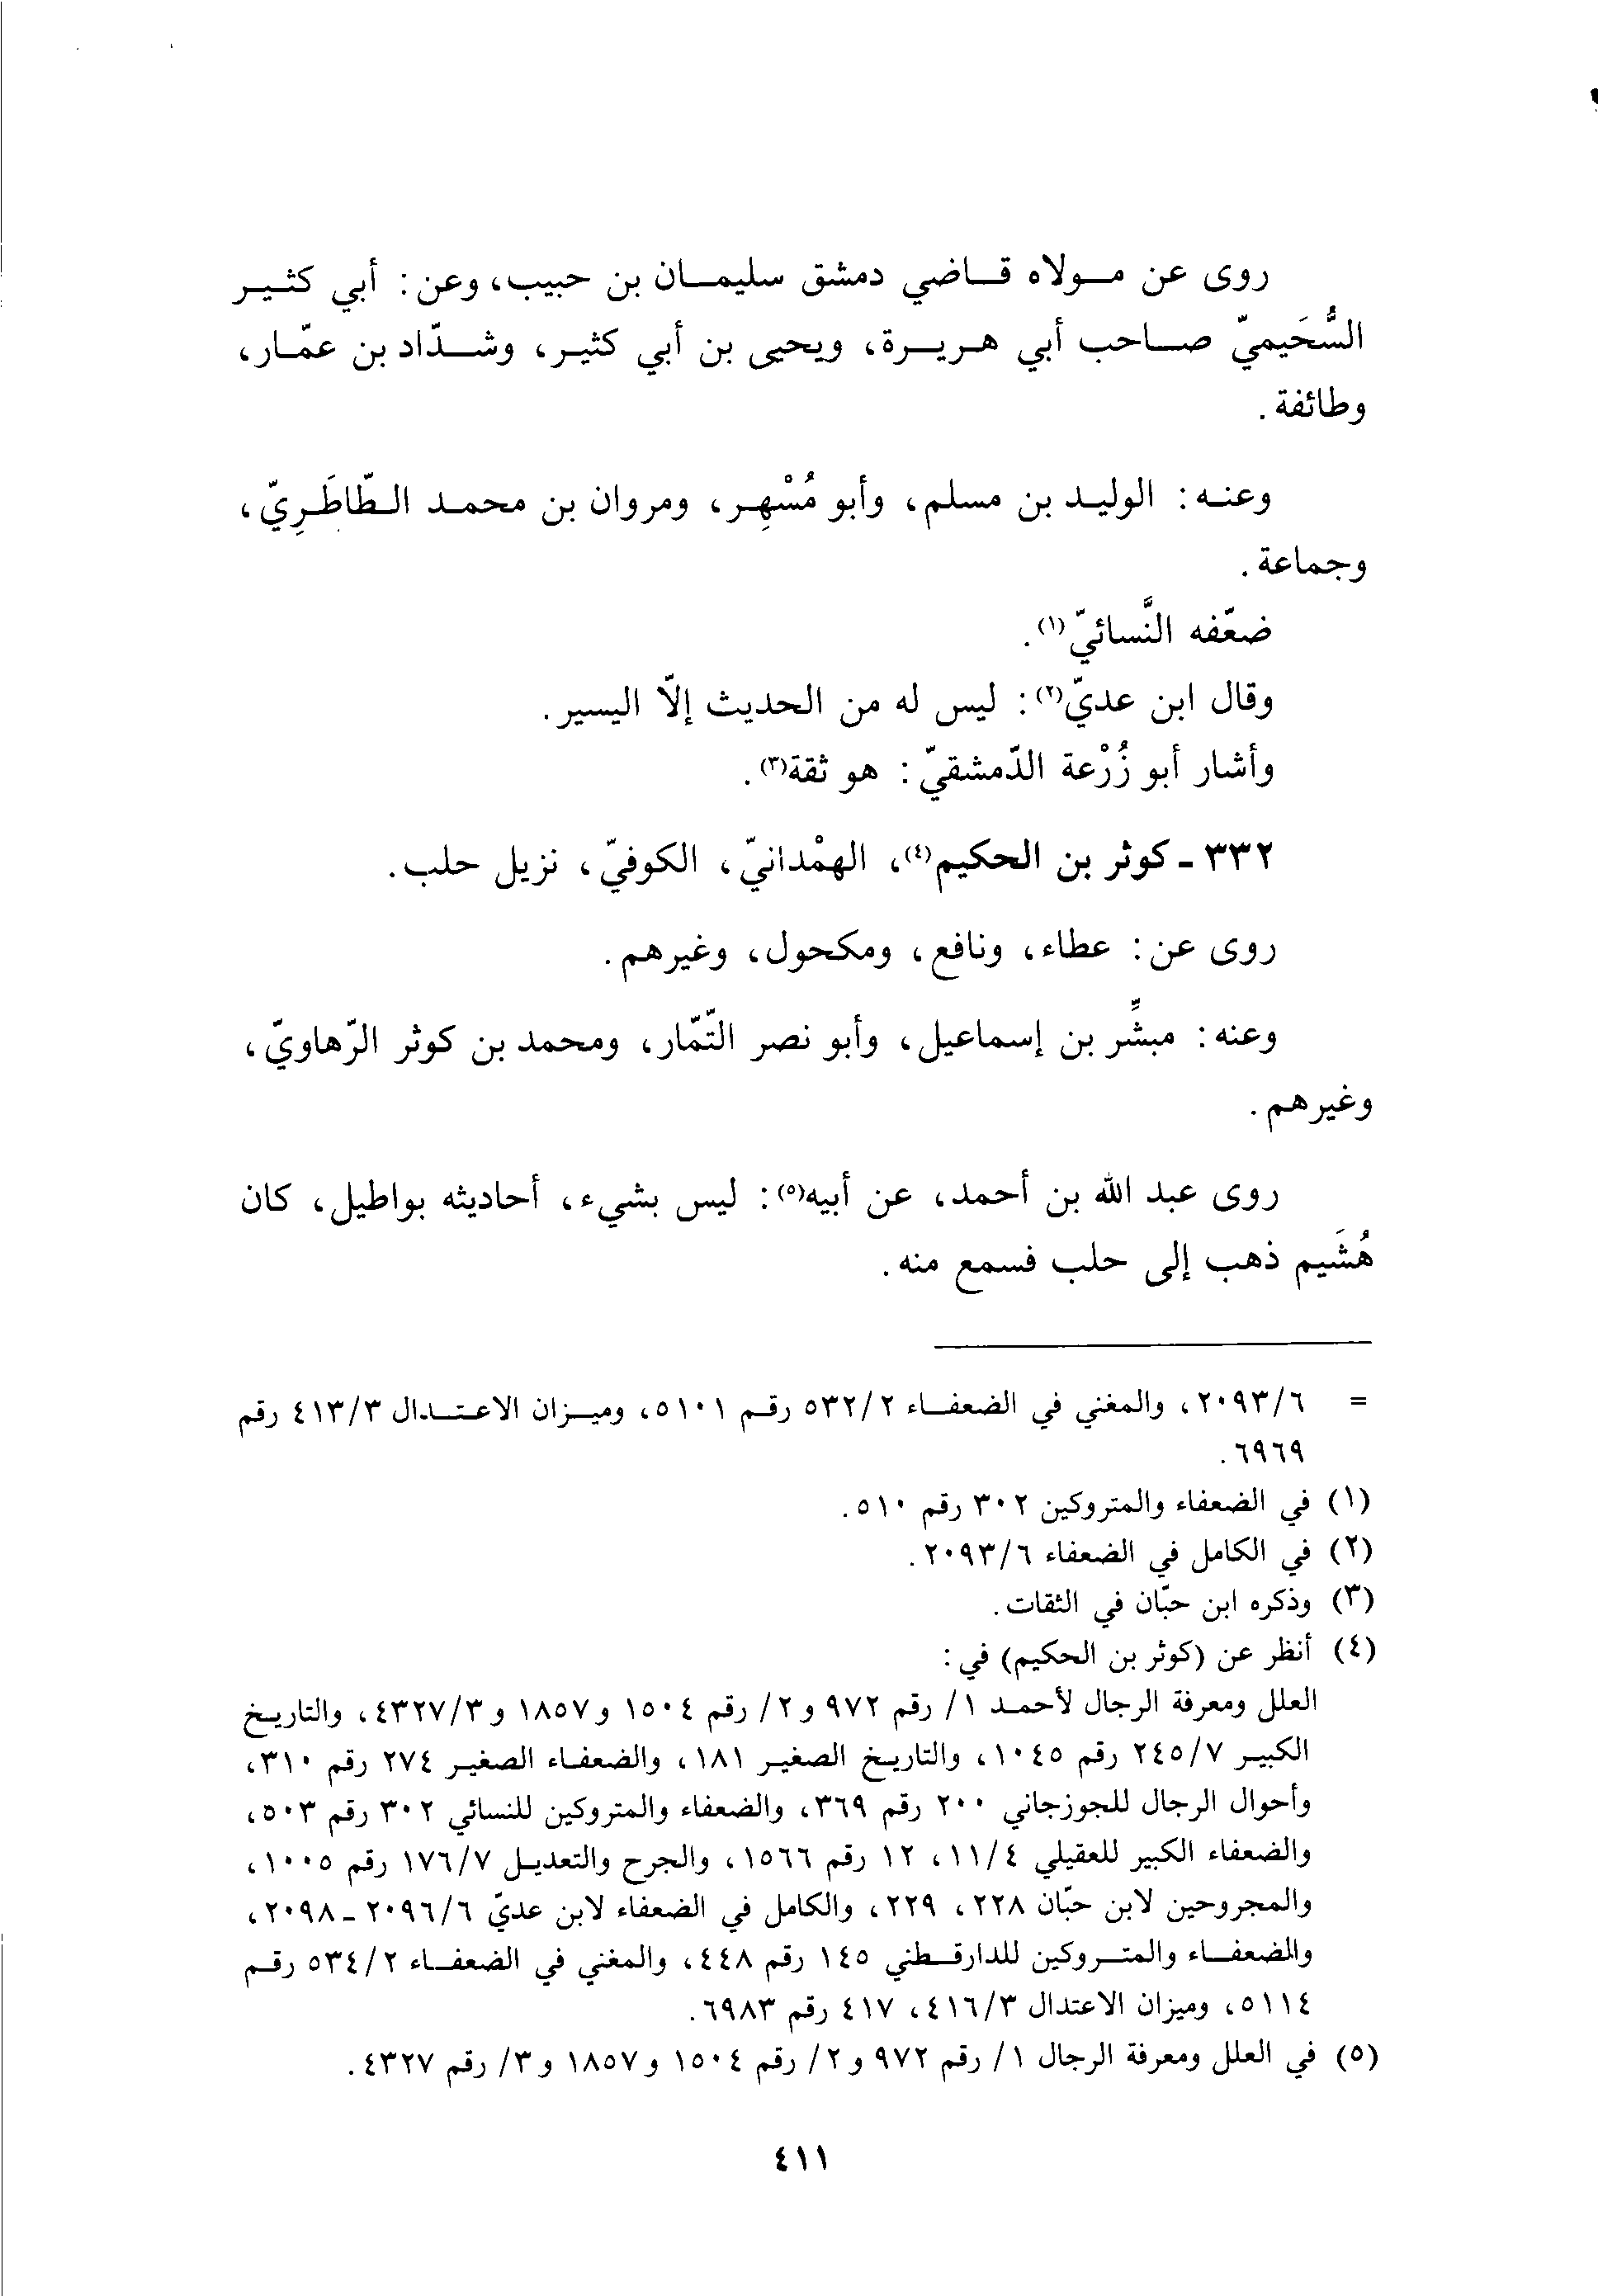 روى عن مولاه قاضي دمشق سليمان بن حبيب، وعن: أبي كثير
السُّحَيميّ صاحب أبي هريرة، ويحيى بن أبي كثير، وشدّاد بن عمّار،
وطائفة.
وعنه: الوليد بن مسلم، وأبو مُسْهِر، ومروان بن محمد الطّاطَرِيّ،
وجماعة.
ضعّفه النَّسائيّ(١).
وقال ابن عديّ(٢): ليس له من الحديث إلّا اليسير.
وأشار أبو زُرْعة الدّمشقيّ: هو ثقة(٣).
٣٣٢ - كوثر بن الحكيم(٤)، الهمْدانيّ، الكوفيّ، نزيل حلب.
روى عن: عطاء، ونافع، ومكحول، وغيرهم.
وعنه: مبشِّر بن إسماعيل، وأبو نصر التّمّار، ومحمد بن كوثر الرّهاويّ،
وغيرهم.
روى عبد الله بن أحمد، عن أبيه(٥): ليس بشيء، أحاديثه بواطيل، كان
هُشَيم ذهب إلى حلب فسمع منه.
= ٢٠٩٣/٦، والمغني في الضعفاء ٥٣٢/٢ رقم ٥١٠١، وميزان الاعتدال ٤١٣/٣ رقم
٦٩٦٩.
(١) في الضعفاء والمتروكين ٣٠٢ رقم ٥١٠.
(٢) في الكامل في الضعفاء ٢٠٩٣/٦.
(٣) وذكره ابن حبّان في الثقات.
(٤) أنظر عن (كوثر بن الحكيم) في:
العلل ومعرفة الرجال لأحمد ١/ رقم ٩٧٢ و٢/ رقم ١٥٠٤ و١٨٥٧ و٤٣٢٧/٣، والتاريخ
الكبير ٢٤٥/٧ رقم ١٠٤٥، والتاريخ الصغير ١٨١، والضعفاء الصغير ٢٧٤ رقم ٣١٠،
وأحوال الرجال للجوزجاني ٢٠٠ رقم ٣٦٩، والضعفاء والمتروكين للنسائي ٣٠٢ رقم ٥٠٣،
والضعفاء الكبير للعقيلي ١١/٤، ١٢ رقم ١٥٦٦، والجرح والتعديل ١٧٦/٧ رقم ١٠٠٥،
والمجروحين لابن حبّان ٢٢٨، ٢٢٩، والكامل في الضعفاء لابن عديّ ٢٠٩٦/٦ - ٢٠٩٨،
والضعفاء والمتروكين للدارقطني ١٤٥ رقم ٤٤٨، والمغني في الضعفاء ٥٣٤/٢ رقم
٥١١٤، وميزان الاعتدال ٤١٦/٣، ٤١٧ رقم ٦٩٨٣.
(٥) في العلل ومعرفة الرجال ١/ رقم ٩٧٢ و٢/ رقم ١٥٠٤ و١٨٥٧ و٣/ رقم ٤٣٢٧.
٤١١